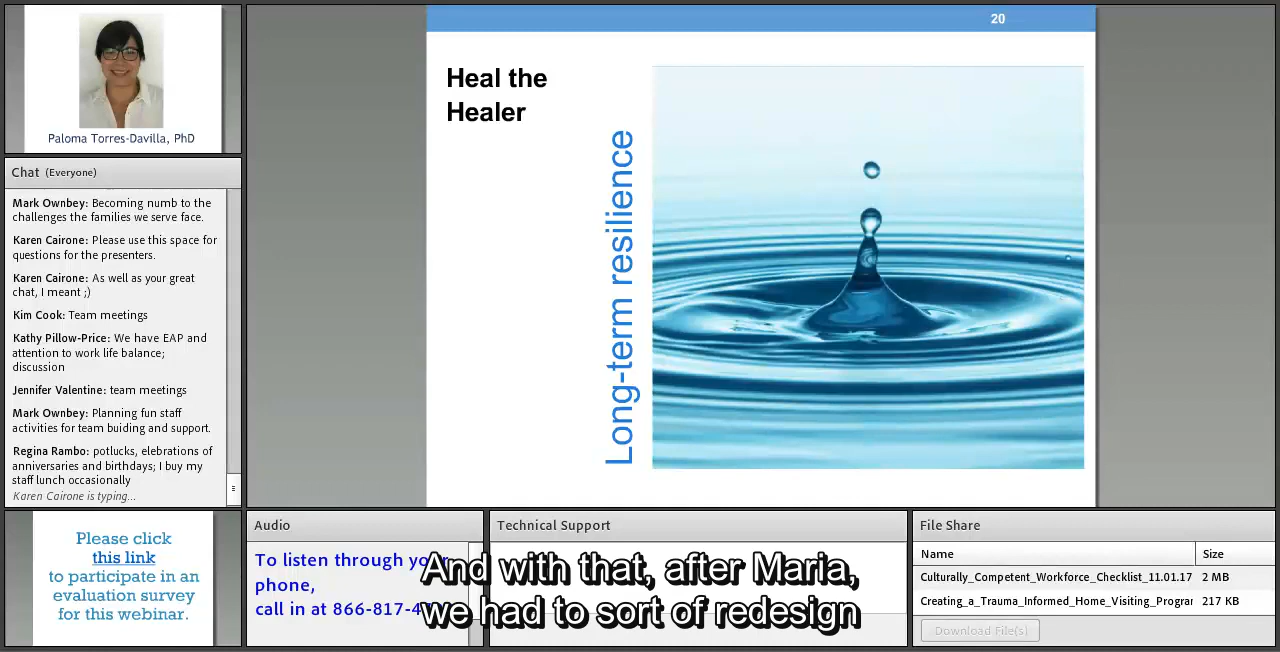 Paloma Torres-Davilla, PhD
Chat (Everyone)
Mark Ownbey: Becoming numb to the
challenges the families we serve face.
Karen Cairone: Please use this space for
questions for the presenters.
Karen Cairone: As well as your great
chat, I meant ;)
Kim Cook: Team meetings
Kathy Pillow-Price: We have EAP and
attention to work life balance;
discussion
Jennifer Valentine: team meetings
Mark Ownbey: Planning fun staff
activities for team buiding and support.
Regina Rambo: potlucks, elebrations of
anniversaries and birthdays; I buy my
staff lunch occasionally
Karen Cairone is typing...
Please click
this link
to participate in an
evaluation survey
for this webinar.
20
Heal the
Healer
Long-term resilience
Audio
To listen through your
phone,
call in at 866-817-4
Technical Support
And with that, after Maria,
we had to sort of redesign
File Share
Name Size
Culturally_Competent_Workforce_Checklist_11.01.17 2 MB
Creating_a_Trauma_Informed_Home_Visiting_Prograr 217 KB
Download File(s)